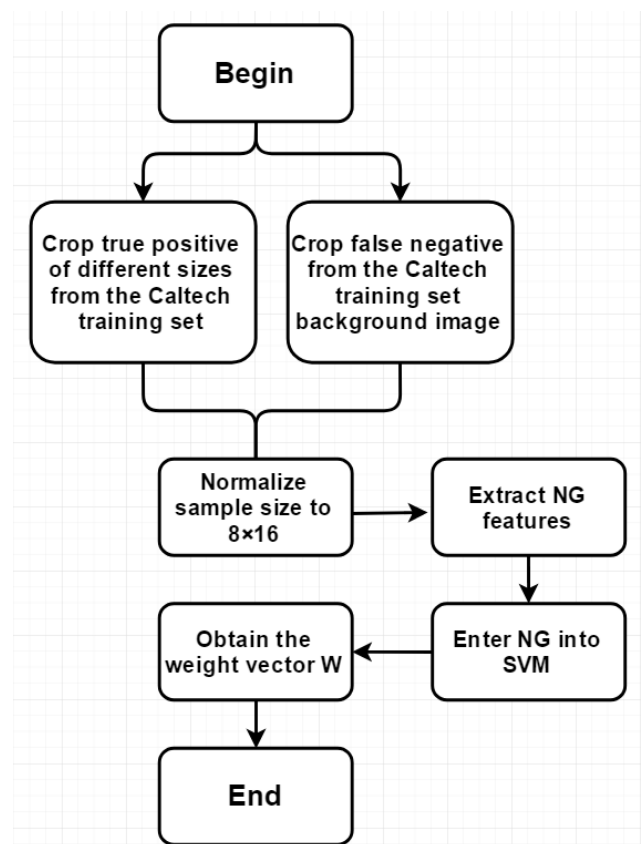 Begin
Crop true positive
of different sizes
from the Caltech
training set
Crop false negative
from the Caltech
training set
background image
Normalize
sample size to
8×16
Extract NG
features
Enter NG into
SVM
Obtain the
weight vector W
End